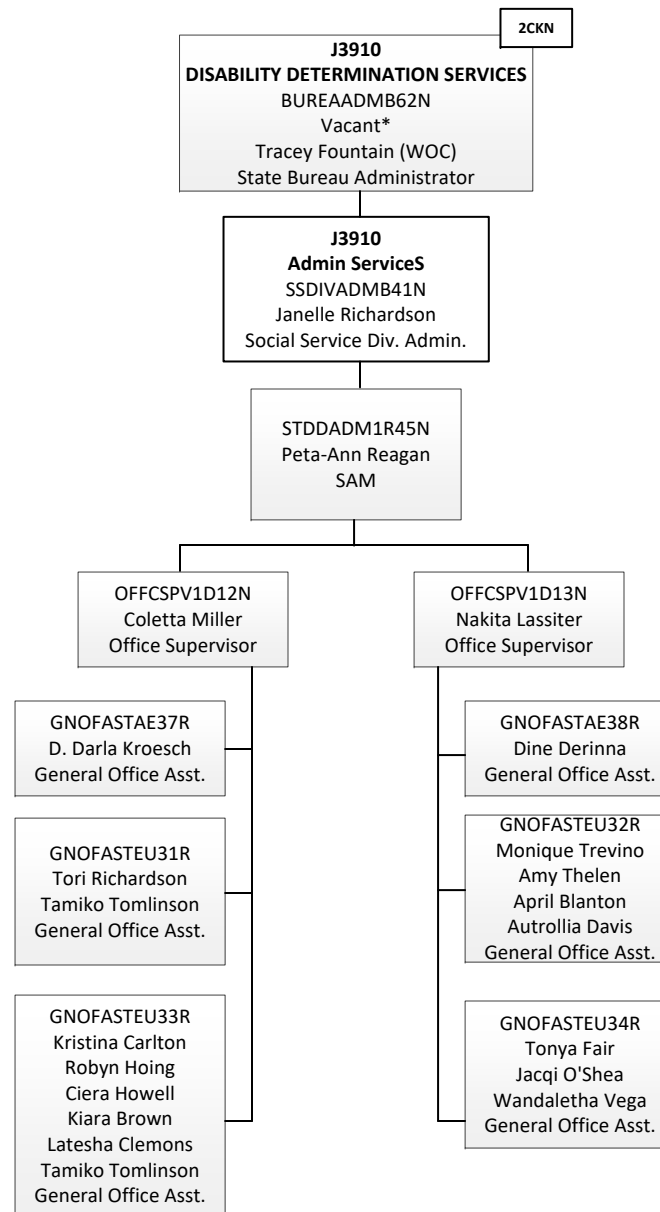 2CKN
J3910
DISABILITY DETERMINATION SERVICES
BUREAADMB62N
Vacant*
Tracey Fountain (WOC)
State Bureau Administrator
J3910
Admin ServiceS
SSDIVADMB41N
Janelle Richardson
Social Service Div. Admin.
STDDADM1R45N
Peta-Ann Reagan
SAM
OFFCSPV1D12N
Coletta Miller
Office Supervisor
OFFCSPV1D13N
Nakita Lassiter
Office Supervisor
GNOFASTAE37R
D. Darla Kroesch
General Office Asst.
GNOFASTAE38R
Dine Derinna
General Office Asst.
GNOFASTEU31R
Tori Richardson
Tamiko Tomlinson
General Office Asst.
GNOFASTEU32R
Monique Trevino
Amy Thelen
April Blanton
Autrollia Davis
General Office Asst.
GNOFASTEU33R
Kristina Carlton
Robyn Hoing
Ciera Howell
Kiara Brown
Latesha Clemons
Tamiko Tomlinson
General Office Asst.
GNOFASTEU34R
Tonya Fair
Jacqi O'Shea
Wandaletha Vega
General Office Asst.